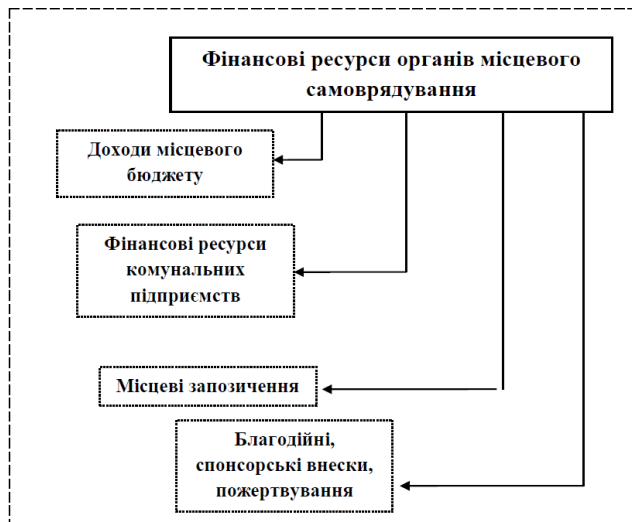 Фінансові ресурси органів місцевого
самоврядування
Доходи місцевого
бюджету
Фінансові ресурси
комунальних
підприємств
Місцеві запозичення
Благодійні,
спонсорські внески,
пожертвування